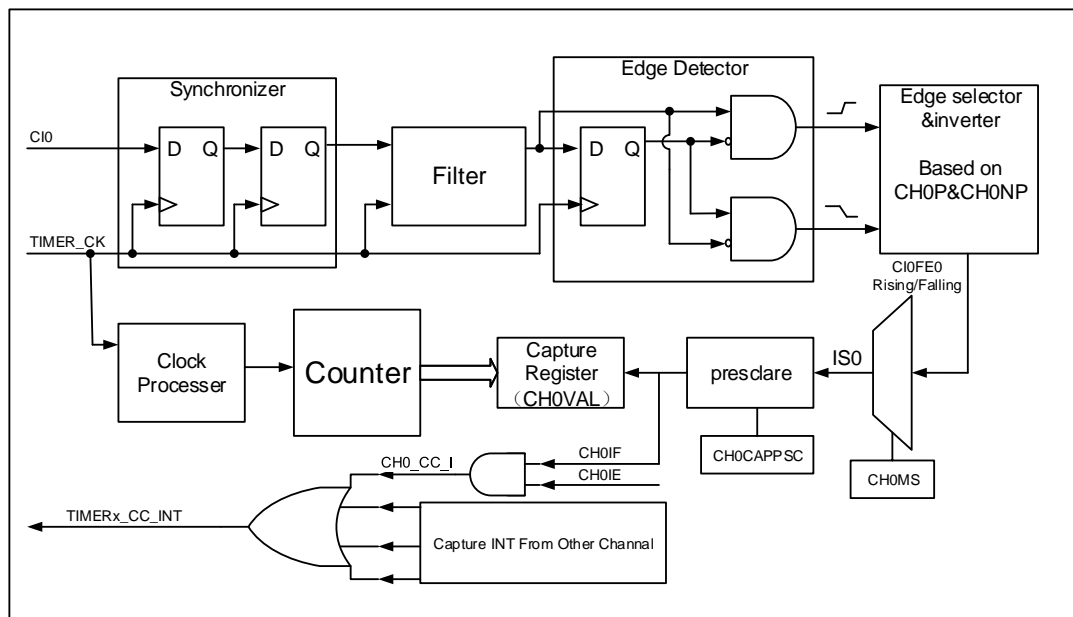 Synchronizer
Edge Detector
CI0
D Q
D Q
Filter
D Q
Edge selector
&inverter
Based on
CH0P&CH0NP
TIMER_CK
CI0FE0
Rising/Falling
Clock
Processer
Counter
Capture
Register
（CH0VAL）
presclare
IS0
CH0CAPPSC
CH0MS
CH0_CC_I
CH0IF
CH0IE
TIMERx_CC_INT
Capture INT From Other Channal